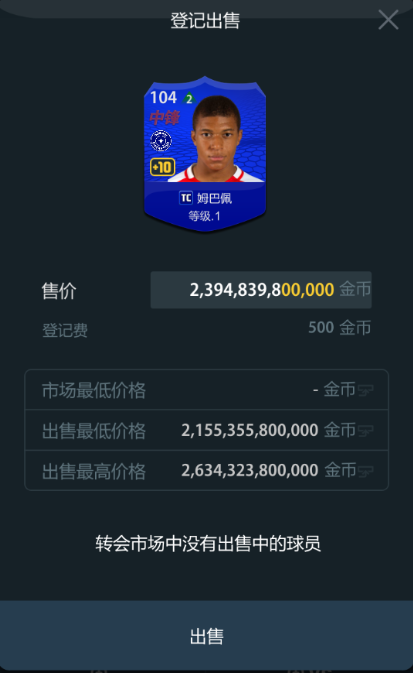 登记出售
104 2
中锋
+10
TC 姆巴佩
等级.1
售价 2,394,839,800,000 金币
登记费 500 金币
市场最低价格 - 金币
出售最低价格 2,155,355,800,000 金币
出售最高价格 2,634,323,800,000 金币
转会市场中没有出售中的球员
出售